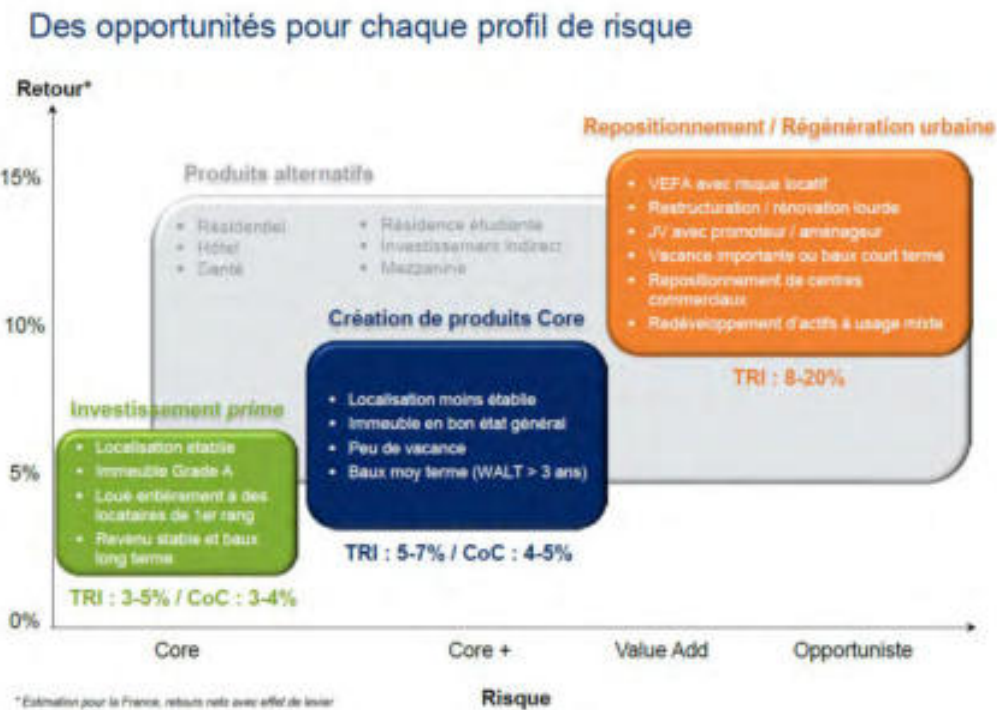 Des opportunités pour chaque profil de risque
Retour*
15%
10%
5%
0%
Repositionnement / Régénération urbaine
• VEFA avec risque locatif
• Restructuration / rénovation lourde
• JV avec promoteur / aménageur
• Vacance importante ou baux court terme
• Repositionnement de centres
commerciaux
• Redéveloppement d'actifs à usage mixte
TRI : 8-20%
Produits alternatifs
• Résidentiel
• Hôtel
• Santé
• Résidence étudiante
• Investissement indirect
• Mezzanine
Création de produits Core
• Localisation moins établie
• Immeuble en bon état général
• Peu de vacance
• Baux moy terme (WALT > 3 ans)
TRI : 5-7% / CoC : 4-5%
Investissement prime
• Localisation établie
• Immeuble Grade A
• Loué entièrement à des
locataires de 1er rang
• Revenu stable et baux
long terme
TRI : 3-5% / CoC : 3-4%
Core
Core +
Value Add
Opportuniste
Risque
* Estimation pour la France, retours nets avec effet de levier